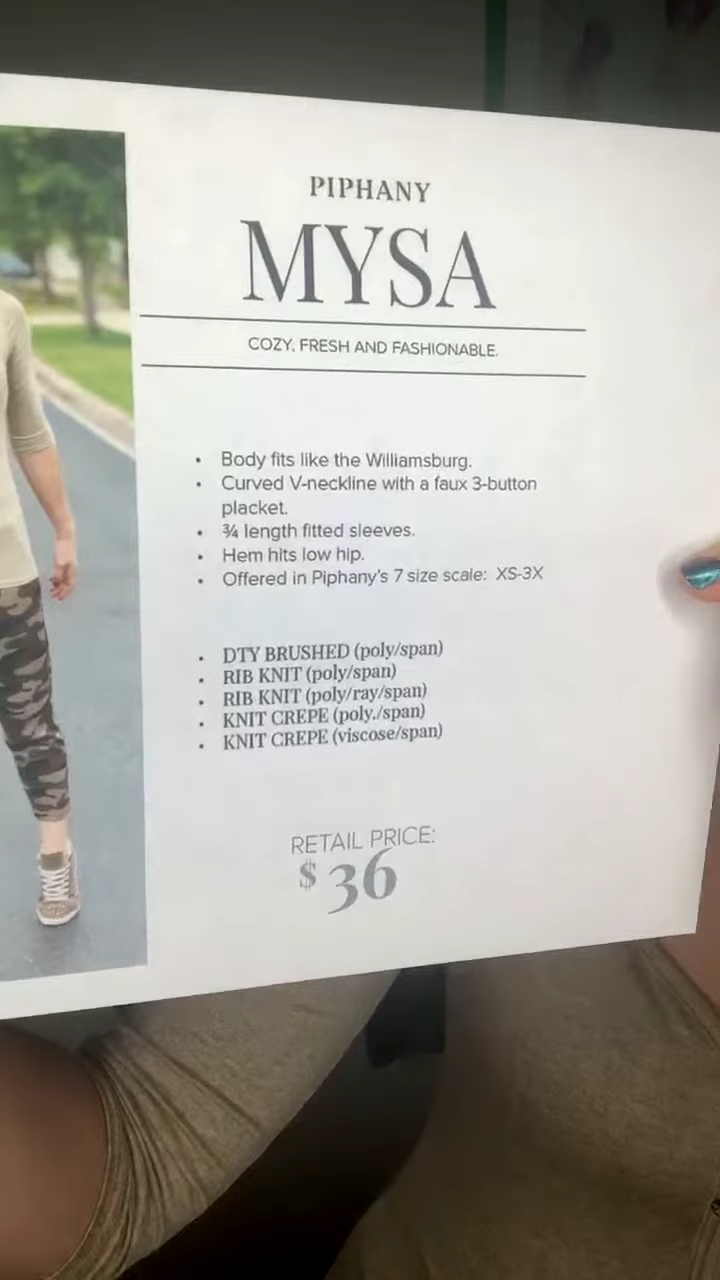 PIPHANY
MYSA
COZY, FRESH AND FASHIONABLE.
• Body fits like the Williamsburg.
• Curved V-neckline with a faux 3-button
placket.
• ¾ length fitted sleeves.
• Hem hits low hip.
• Offered in Piphany's 7 size scale: XS-3X
• DTY BRUSHED (poly/span)
• RIB KNIT (poly/span)
• RIB KNIT (poly/ray/span)
• KNIT CREPE (poly./span)
• KNIT CREPE (viscose/span)
RETAIL PRICE:
$36